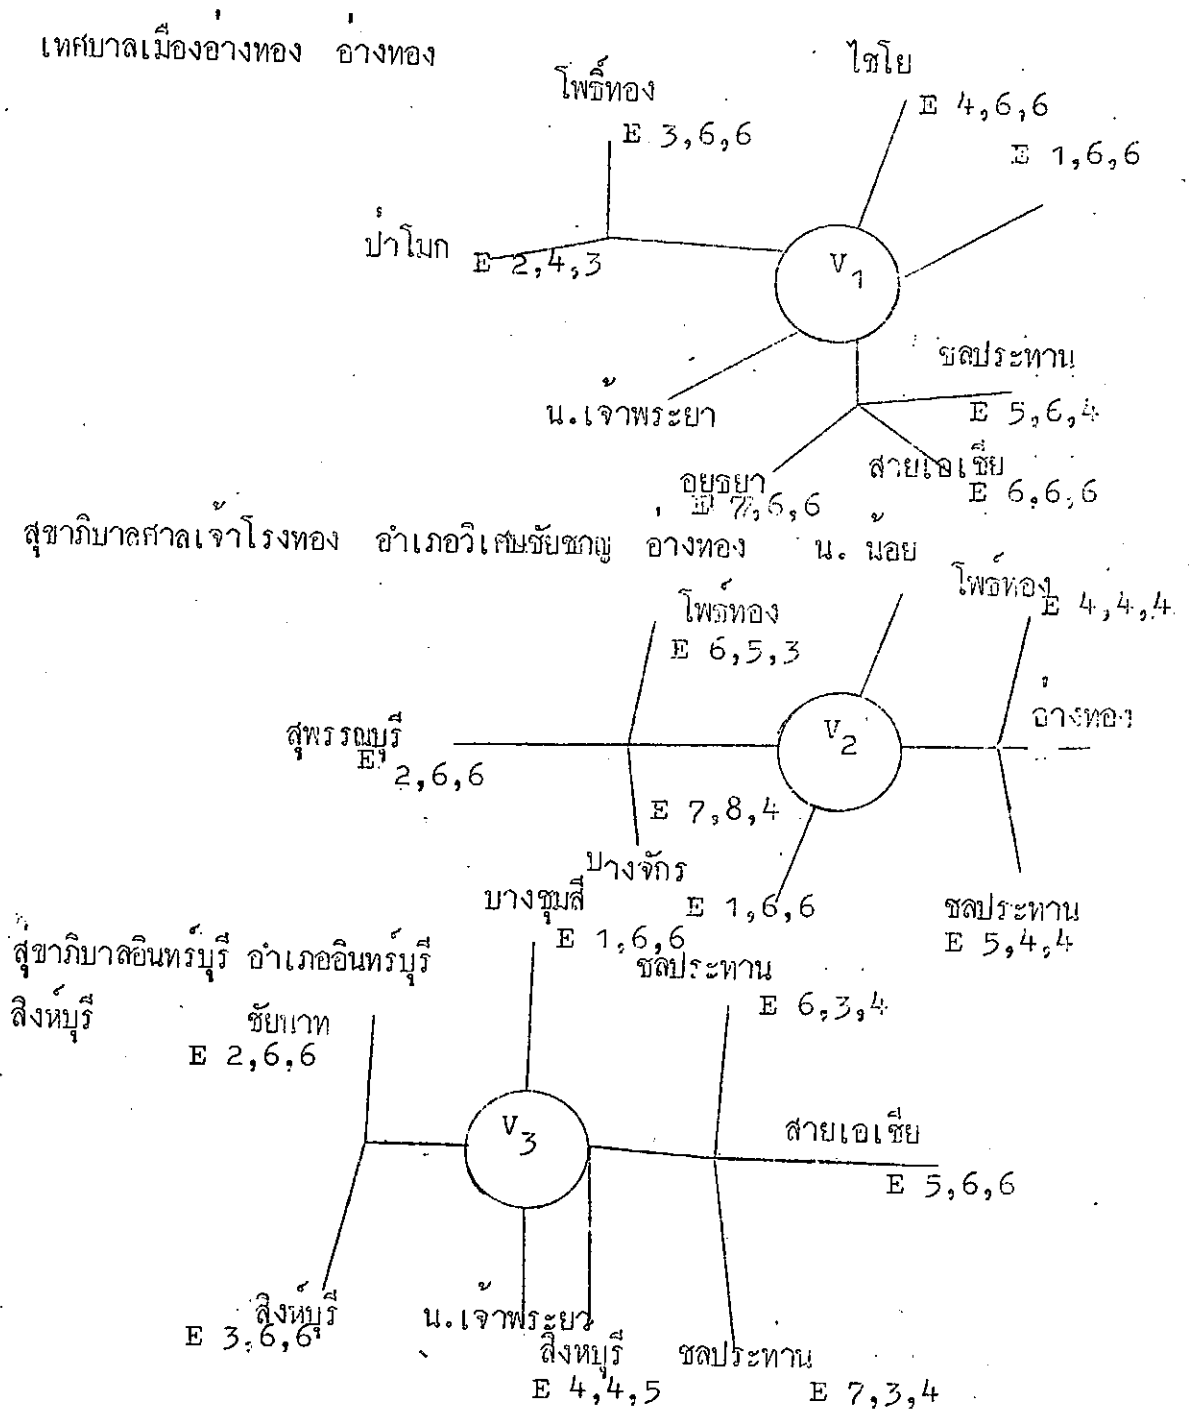 เทศบาลเมืองอ่างทอง อ่างทอง
ไชโย
E 4,6,6
โพธิ์ทอง
E 3,6,6
E 1,6,6
ป่าโมก
E 2,4,3
V1
ชลประทาน
E 5,6,4
น.เจ้าพระยา
สายเอเชีย
E 6,6,6
อยุธยา
E 7,6,6
สุขาภิบาลศาลเจ้าโรงทอง อำเภอวิเศษชัยชาญ อ่างทอง น. น้อย
โพธิ์ทอง
E 4,4,4
โพธิ์ทอง
E 6,5,3
อ่างทอง
สุพรรณบุรี
E 2,6,6
V2
E 7,8,4
บางจักร
E 1,6,6
ชลประทาน
E 5,4,4
บางชุมสี
E 1,6,6
สุขาภิบาลอินทร์บุรี อำเภออินทร์บุรี
สิงห์บุรี
ชลประทาน
E 6,3,4
ชัยนาท
E 2,6,6
V3
สายเอเชีย
E 5,6,6
สิงห์บุรี
E 3,6,6
น.เจ้าพระยา
สิงหบุรี
E 4,4,5
ชลประทาน
E 7,3,4